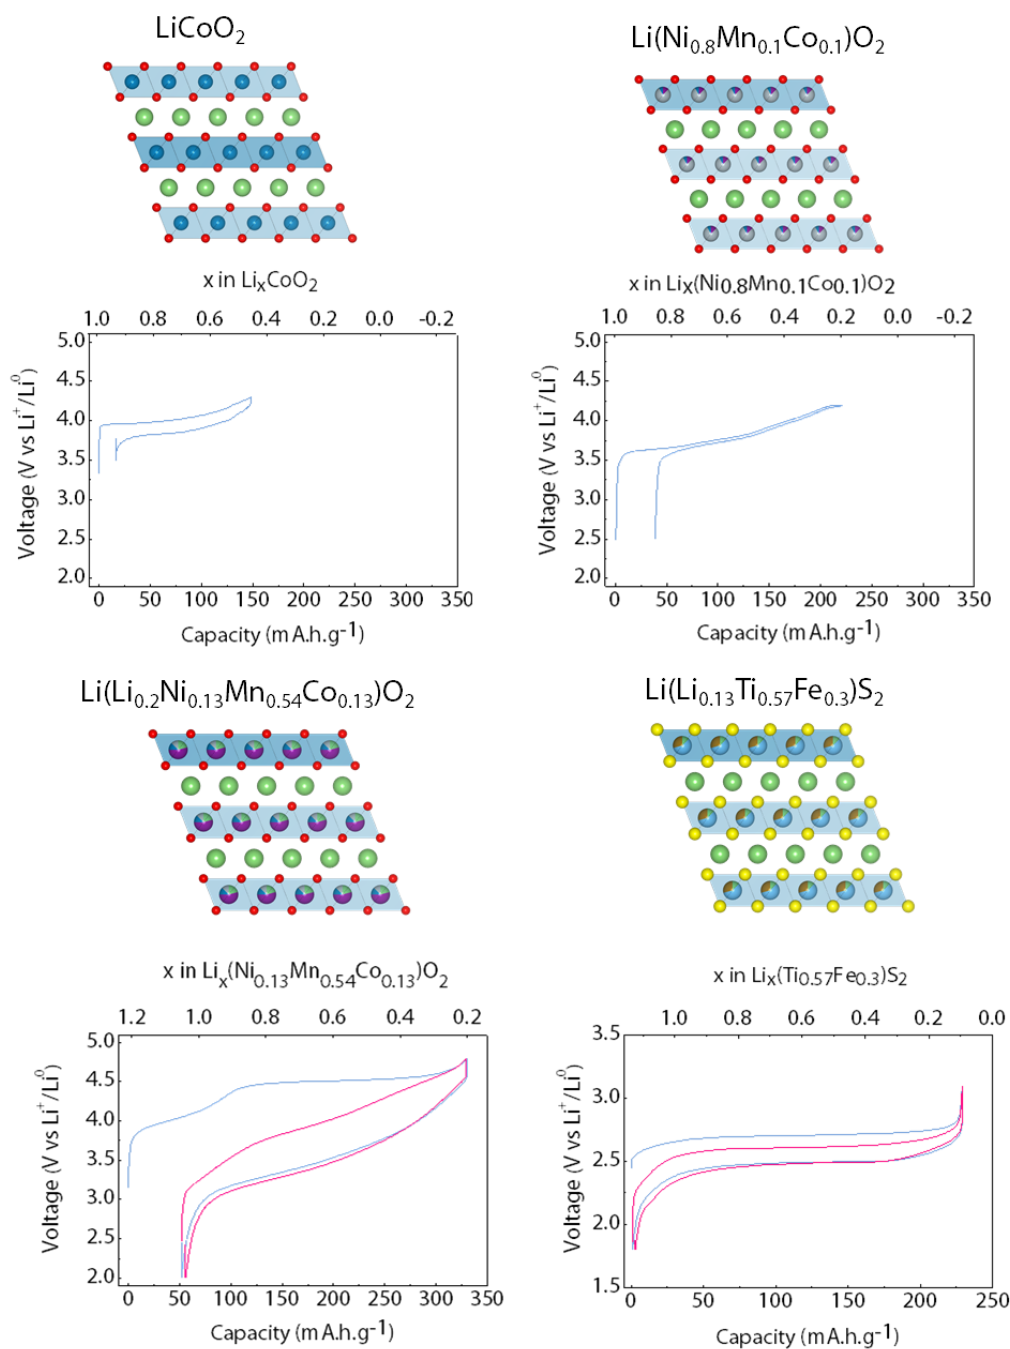 LiCoO₂
Li(Ni₀.₈Mn₀.₁Co₀.₁)O₂
x in LiₓCoO₂
1.0 0.8 0.6 0.4 0.2 0.0 -0.2
5.0
4.5
4.0
3.5
3.0
2.5
2.0
Voltage (V vs Li⁺/Li⁰)
0 50 100 150 200 250 300 350
Capacity (mA.h.g⁻¹)
x in Liₓ(Ni0.8Mn0.1Co0.1)O₂
1.0 0.8 0.6 0.4 0.2 0.0 -0.2
5.0
4.5
4.0
3.5
3.0
2.5
2.0
Voltage (V vs Li⁺/Li⁰)
0 50 100 150 200 250 300 350
Capacity (mA.h.g⁻¹)
Li(Li₀.₂Ni₀.₁₃Mn₀.₅₄Co₀.₁₃)O₂
Li(Li₀.₁₃Ti₀.₅₇Fe₀.₃)S₂
x in Liₓ(Ni₀.₁₃Mn₀.₅₄Co₀.₁₃)O₂
1.2 1.0 0.8 0.6 0.4 0.2
5.0
4.5
4.0
3.5
3.0
2.5
2.0
Voltage (V vs Li⁺/Li⁰)
0 50 100 150 200 250 300 350
Capacity (mA.h.g⁻¹)
x in Liₓ(Ti₀.₅₇Fe₀.₃)S₂
1.0 0.8 0.6 0.4 0.2 0.0
3.5
3.0
2.5
2.0
1.5
Voltage (V vs Li⁺/Li⁰)
0 50 100 150 200 250
Capacity (mA.h.g⁻¹)